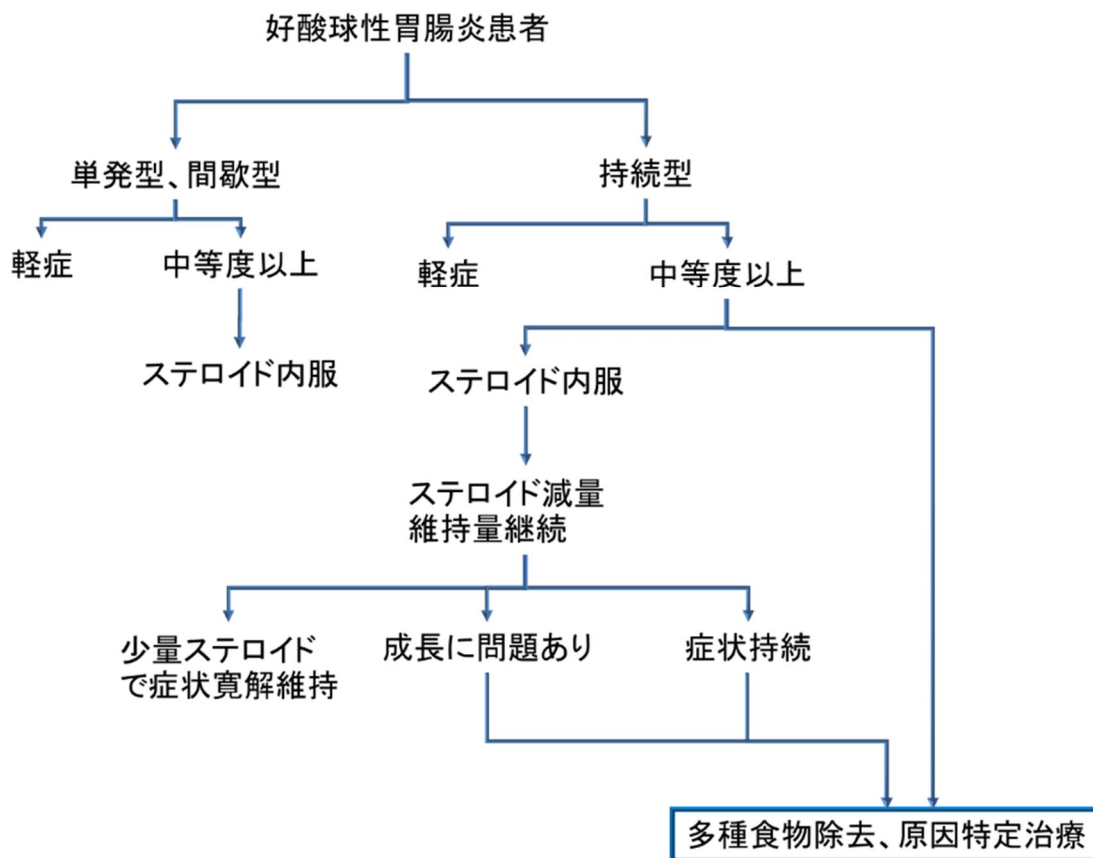 好酸球性胃腸炎患者
単発型、間歇型
持続型
軽症
中等度以上
軽症
中等度以上
ステロイド内服
ステロイド内服
ステロイド減量
維持量継続
少量ステロイド
で症状寛解維持
成長に問題あり
症状持続
多種食物除去、原因特定治療